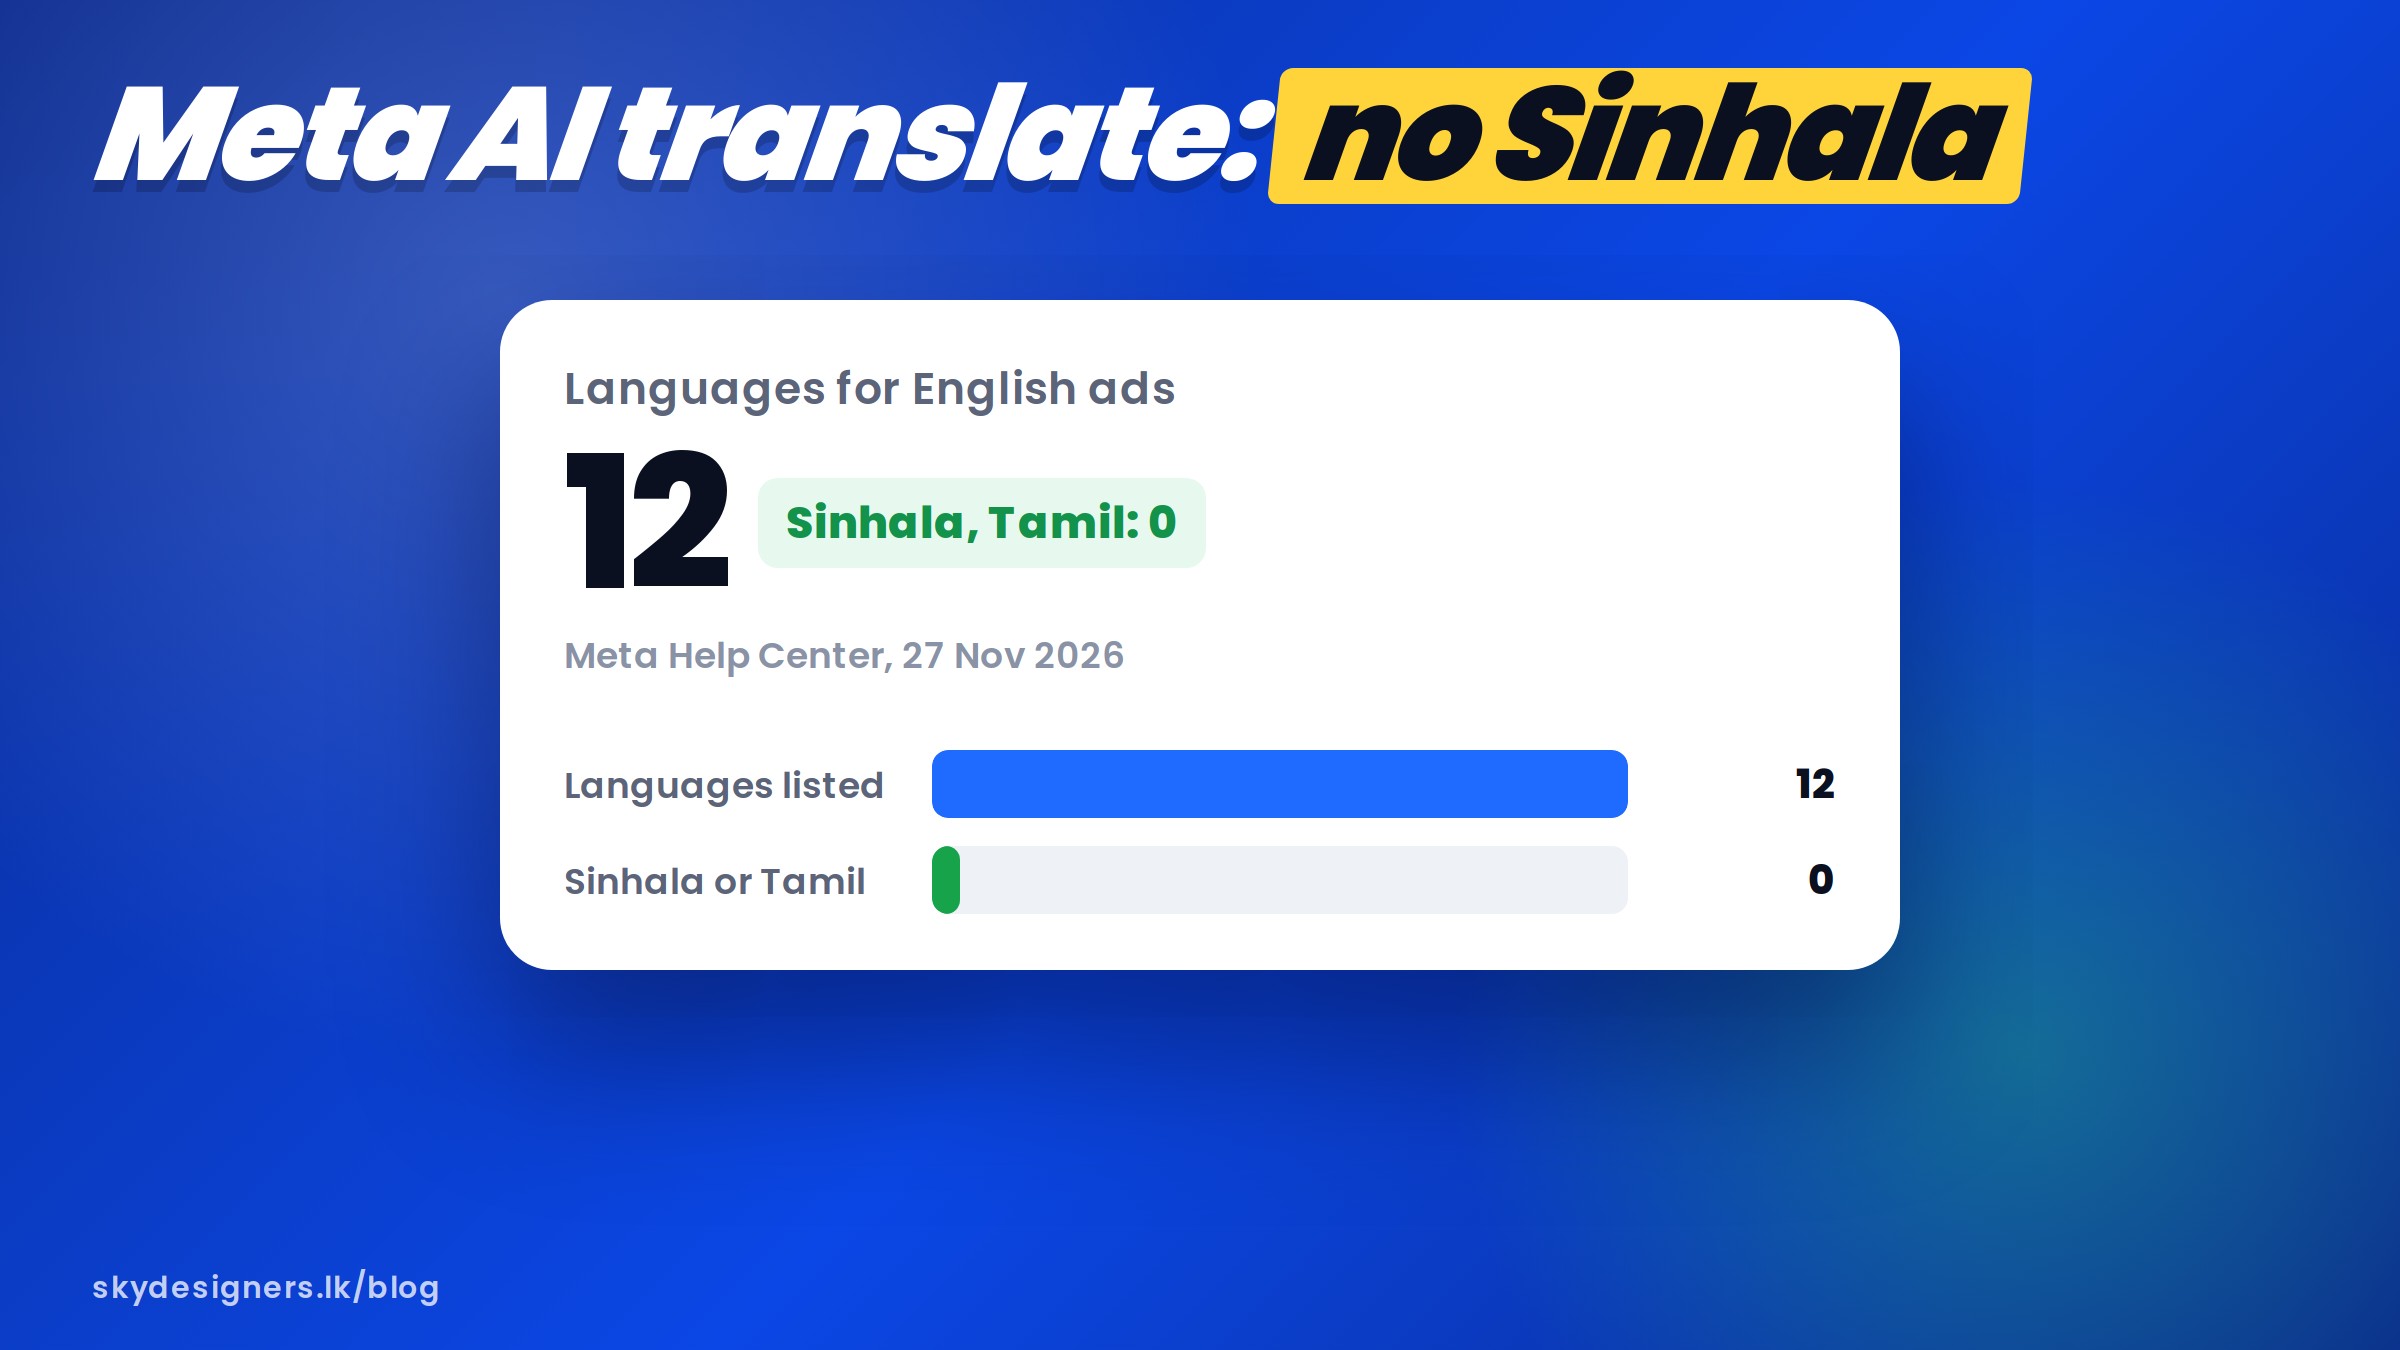 Meta AI translate: no Sinhala
Languages for English ads
12
Sinhala, Tamil: 0
Meta Help Center, 27 Nov 2026
Languages listed 12
Sinhala or Tamil 0
skydesigners.lk/blog